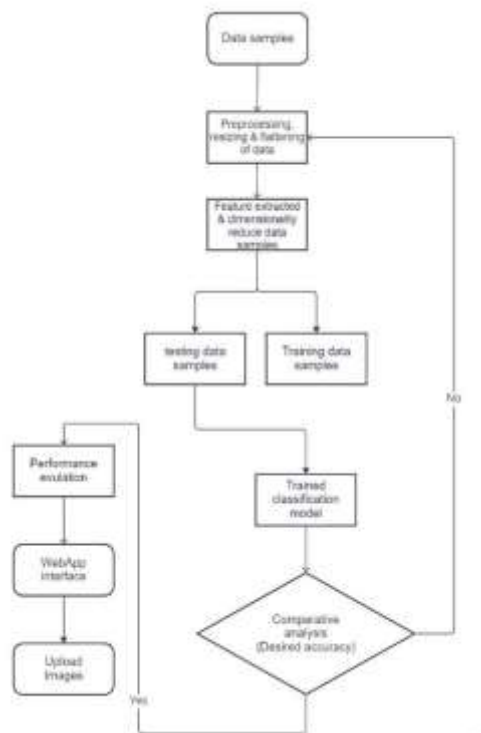 Data samples
Preprocessing,
resizing & flattening
of data
Feature extracted
& dimensionality
reduce data
samples
testing data
samples
Training data
samples
No
Performance
evulation
Trained
classification
model
WebApp
interface
Comparative
analysis
(Desired accuracy)
Upload
Images
Yes